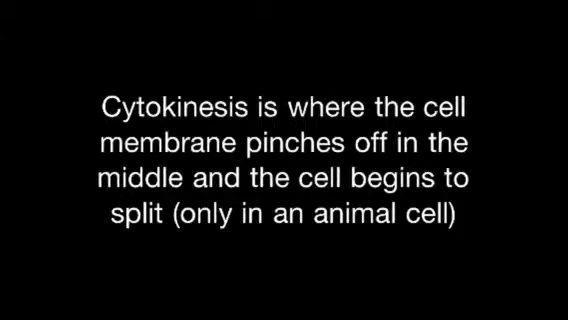 Cytokinesis is where the cell
membrane pinches off in the
middle and the cell begins to
split (only in an animal cell)